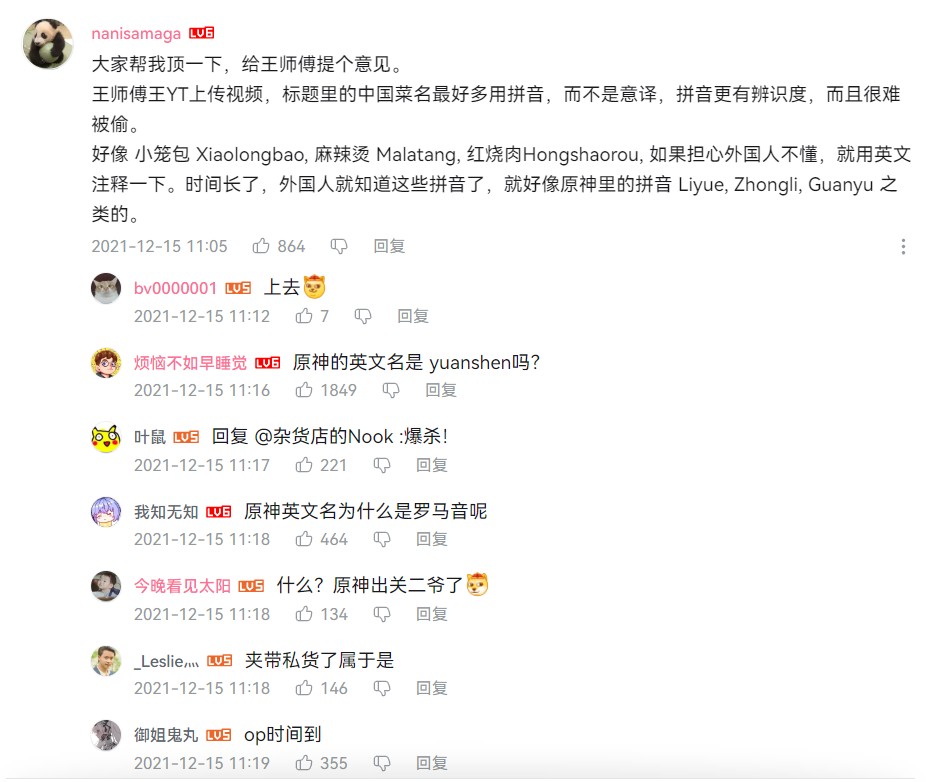 nanisamaga LV6
大家帮我顶一下，给王师傅提个意见。
王师傅王YT上传视频，标题里的中国菜名最好多用拼音，而不是意译，拼音更有辨识度，而且很难
被偷。
好像 小笼包 Xiaolongbao, 麻辣烫 Malatang, 红烧肉Hongshaorou, 如果担心外国人不懂，就用英文
注释一下。时间长了，外国人就知道这些拼音了，就好像原神里的拼音 Liyue, Zhongli, Guanyu 之
类的。
2021-12-15 11:05 864 回复
bv0000001 LV5 上去
2021-12-15 11:12 7 回复
烦恼不如早睡觉 LV6 原神的英文名是 yuanshen吗？
2021-12-15 11:16 1849 回复
叶鼠 LV5 回复 @杂货店的Nook :爆杀！
2021-12-15 11:17 221 回复
我知无知 LV6 原神英文名为什么是罗马音呢
2021-12-15 11:18 464 回复
今晚看见太阳 LV5 什么？原神出关二爷了
2021-12-15 11:18 134 回复
_Leslie灬 LV5 夹带私货了属于是
2021-12-15 11:18 146 回复
御姐鬼丸 LV5 op时间到
2021-12-15 11:19 355 回复